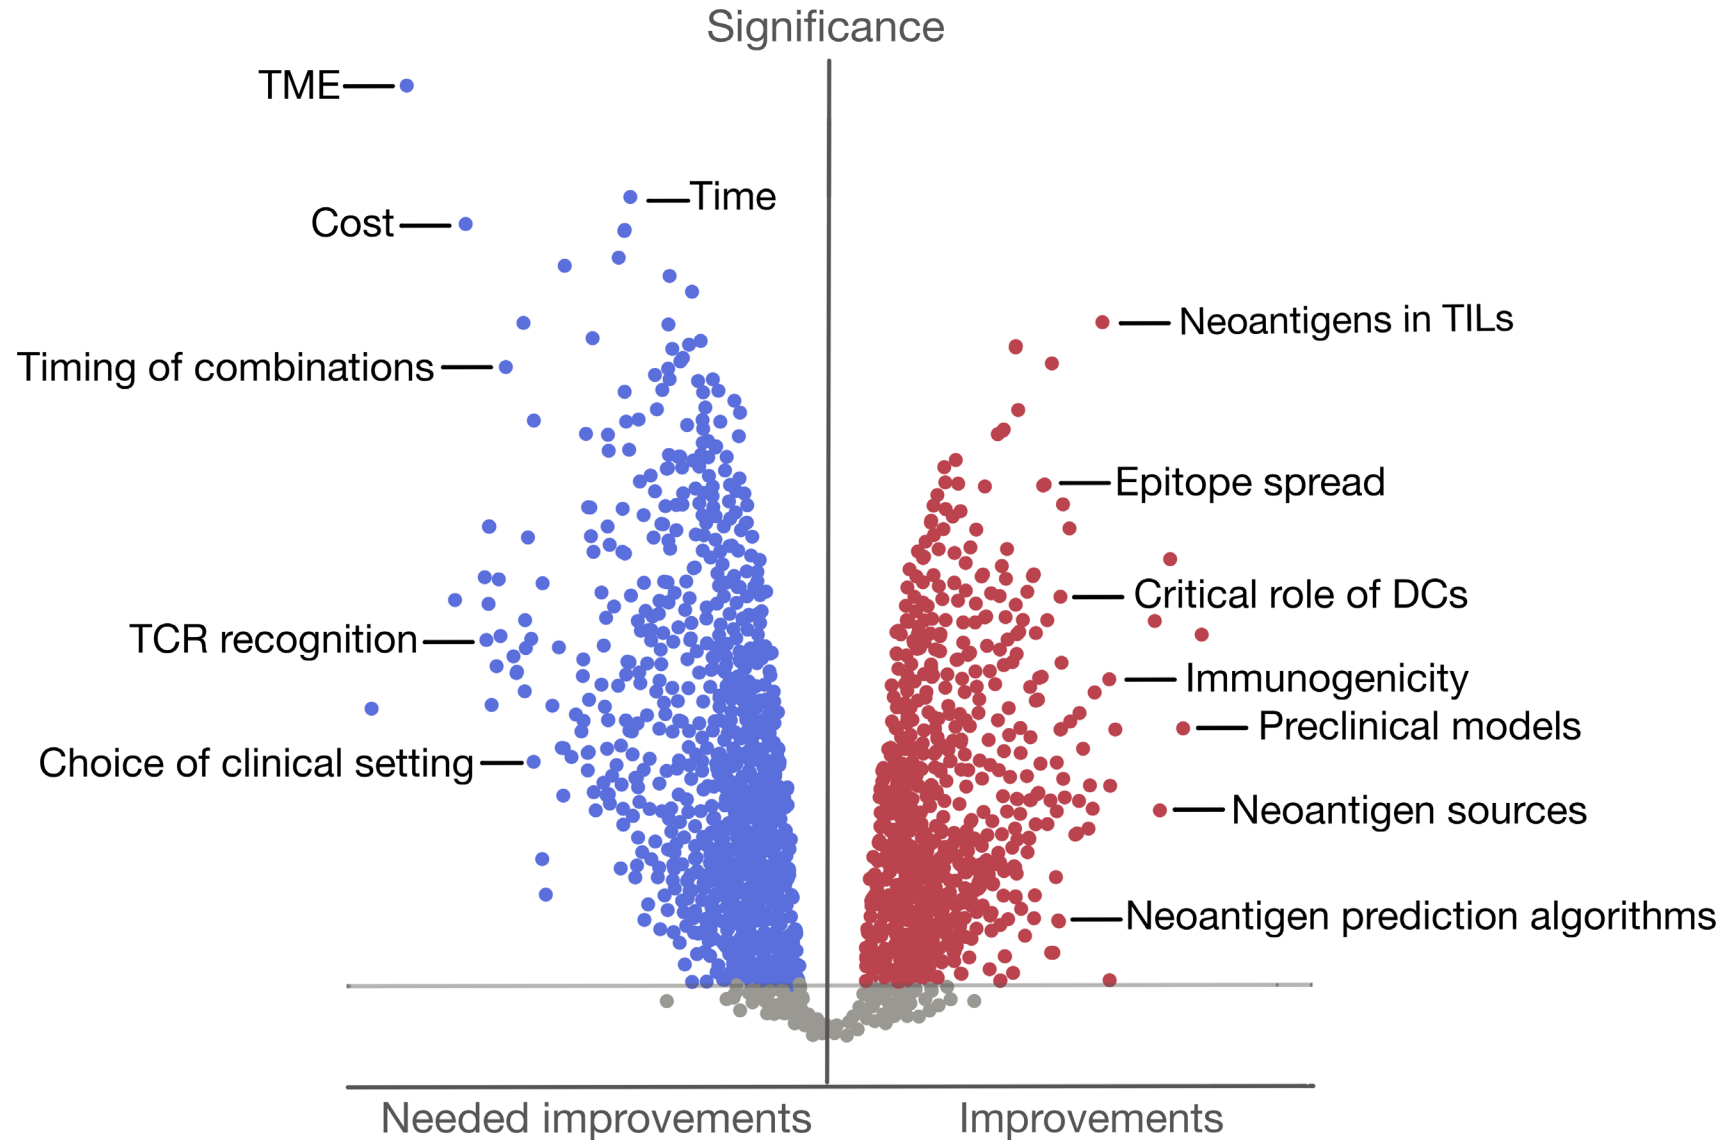 Significance
TME
Time
Cost
Neoantigens in TILs
Timing of combinations
Epitope spread
Critical role of DCs
TCR recognition
Immunogenicity
Preclinical models
Choice of clinical setting
Neoantigen sources
Neoantigen prediction algorithms
Needed improvements
Improvements